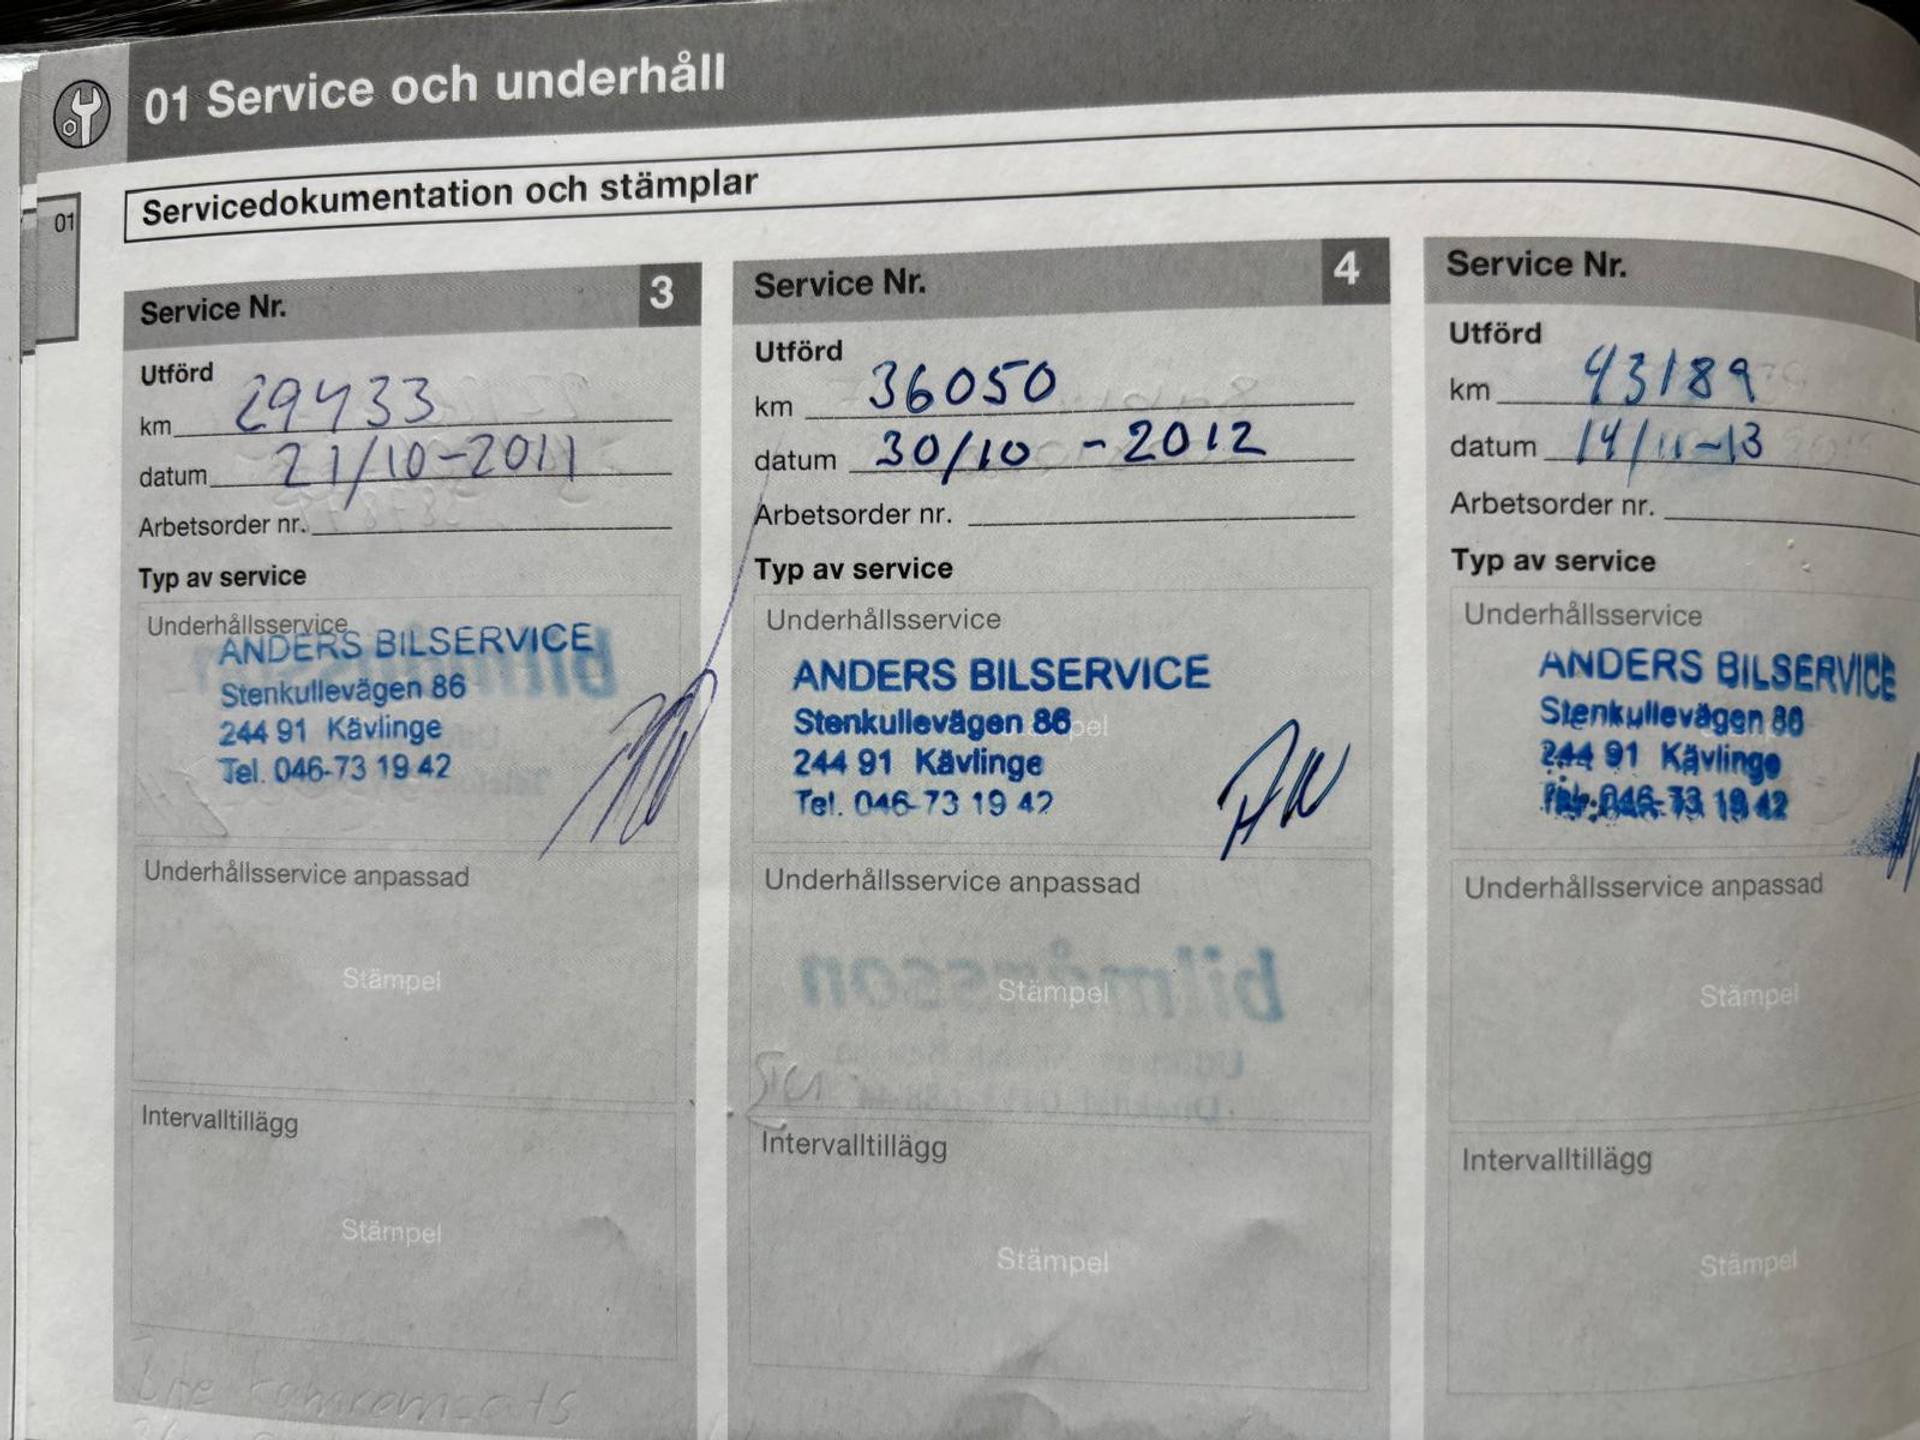 01 Service och underhåll
01
Servicedokumentation och stämplar
Service Nr. 3
Utförd
km 29433
datum 21/10-2011
Arbetsorder nr.
Typ av service
Underhållsservice
ANDERS BILSERVICE
Stenkullevägen 86
244 91 Kävlinge
Tel. 046-73 19 42
Underhållsservice anpassad
Stämpel
Intervalltillägg
Stämpel
Service Nr. 4
Utförd
km 36050
datum 30/10 - 2012
Arbetsorder nr.
Typ av service
Underhållsservice
ANDERS BILSERVICE
Stenkullevägen 86
244 91 Kävlinge
Tel. 046-73 19 42
Underhållsservice anpassad
Stämpel
Intervalltillägg
Stämpel
Service Nr.
Utförd
km 43189
datum 14/11-13
Arbetsorder nr.
Typ av service
Underhållsservice
ANDERS BILSERVICE
Stenkullevägen 86
244 91 Kävlinge
046-73 19 42
Underhållsservice anpassad
Stämpel
Intervalltillägg
Stämpel